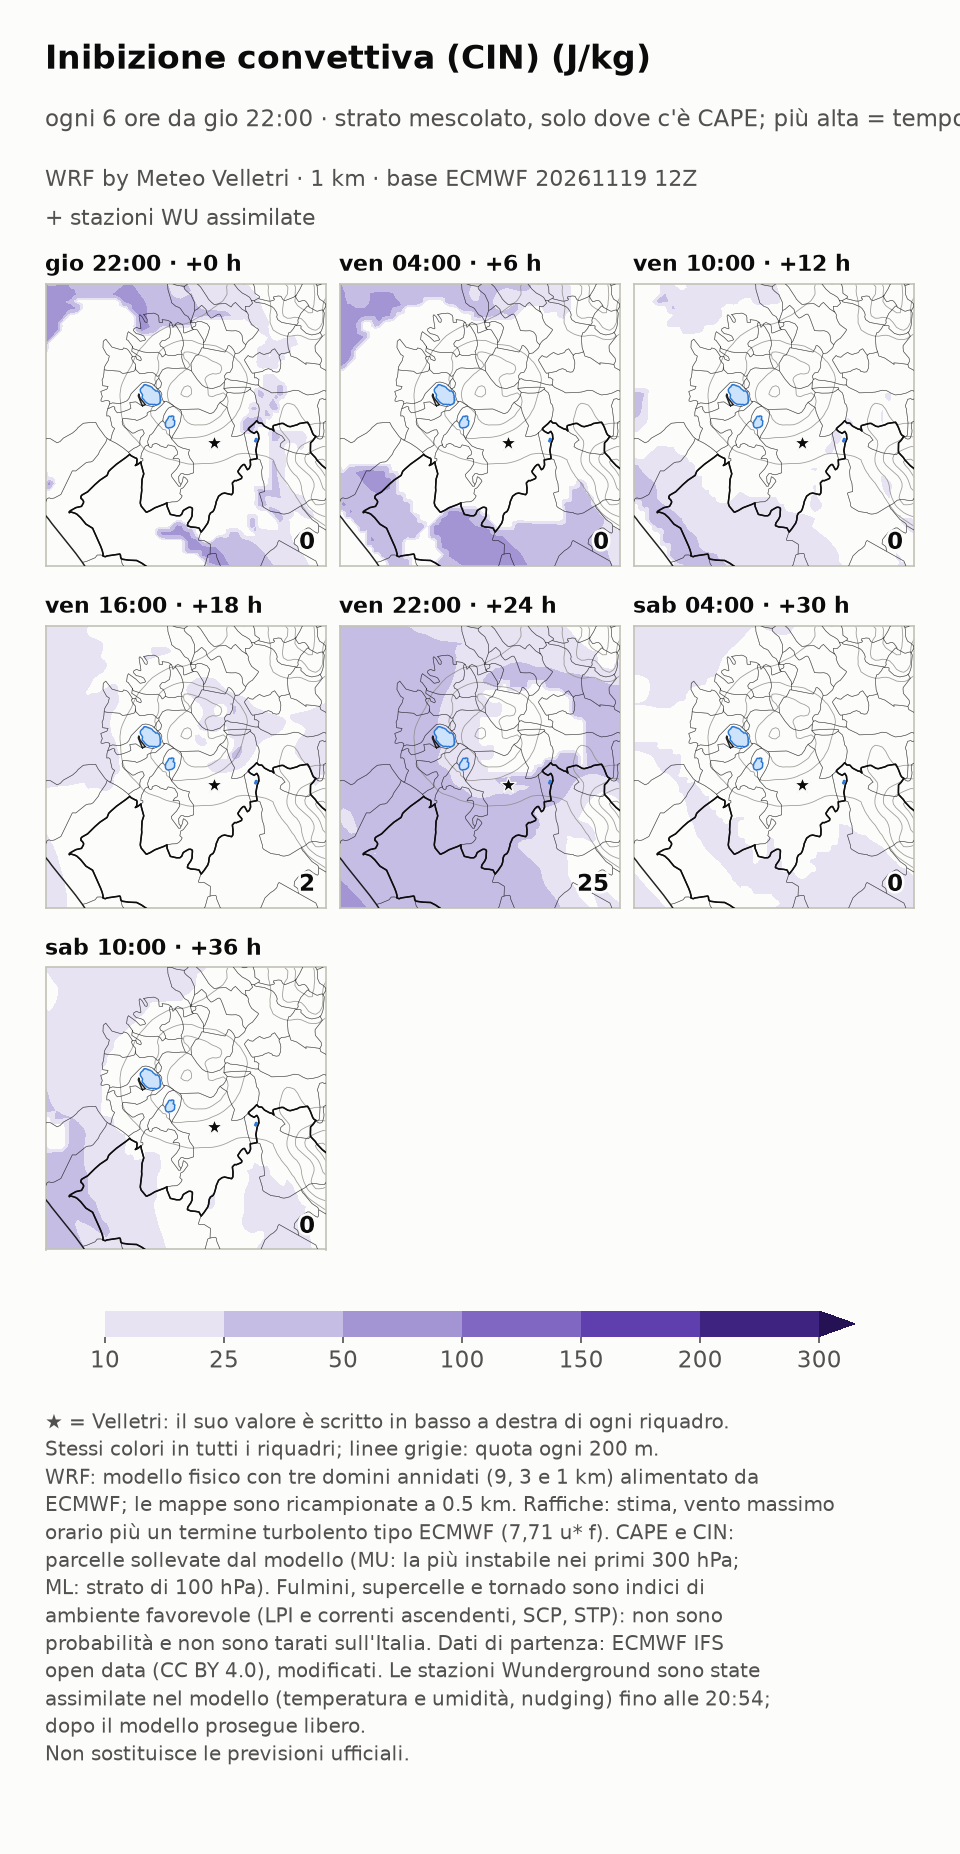 Inibizione convettiva (CIN) (J/kg)
ogni 6 ore da gio 22:00 · strato mescolato, solo dove c'è CAPE; più alta =
WRF by Meteo Velletri · 1 km · base ECMWF 20261119 12Z
+ stazioni WU assimilate
gio 22:00 · +0 h
ven 04:00 · +6 h
ven 10:00 · +12 h
0
0
0
ven 16:00 · +18 h
ven 22:00 · +24 h
sab 04:00 · +30 h
2
25
0
sab 10:00 · +36 h
0
10 25 50 100 150 200 300
★ = Velletri: il suo valore è scritto in basso a destra di ogni riquadro.
Stessi colori in tutti i riquadri; linee grigie: quota ogni 200 m.
WRF: modello fisico con tre domini annidati (9, 3 e 1 km) alimentato da
ECMWF; le mappe sono ricampionate a 0.5 km. Raffiche: stima, vento massimo
orario più un termine turbolento tipo ECMWF (7,71 u* f). CAPE e CIN:
parcelle sollevate dal modello (MU: la più instabile nei primi 300 hPa;
ML: strato di 100 hPa). Fulmini, supercelle e tornado sono indici di
ambiente favorevole (LPI e correnti ascendenti, SCP, STP): non sono
probabilità e non sono tarati sull'Italia. Dati di partenza: ECMWF IFS
open data (CC BY 4.0), modificati. Le stazioni Wunderground sono state
assimilate nel modello (temperatura e umidità, nudging) fino alle 20:54;
dopo il modello prosegue libero.
Non sostituisce le previsioni ufficiali.